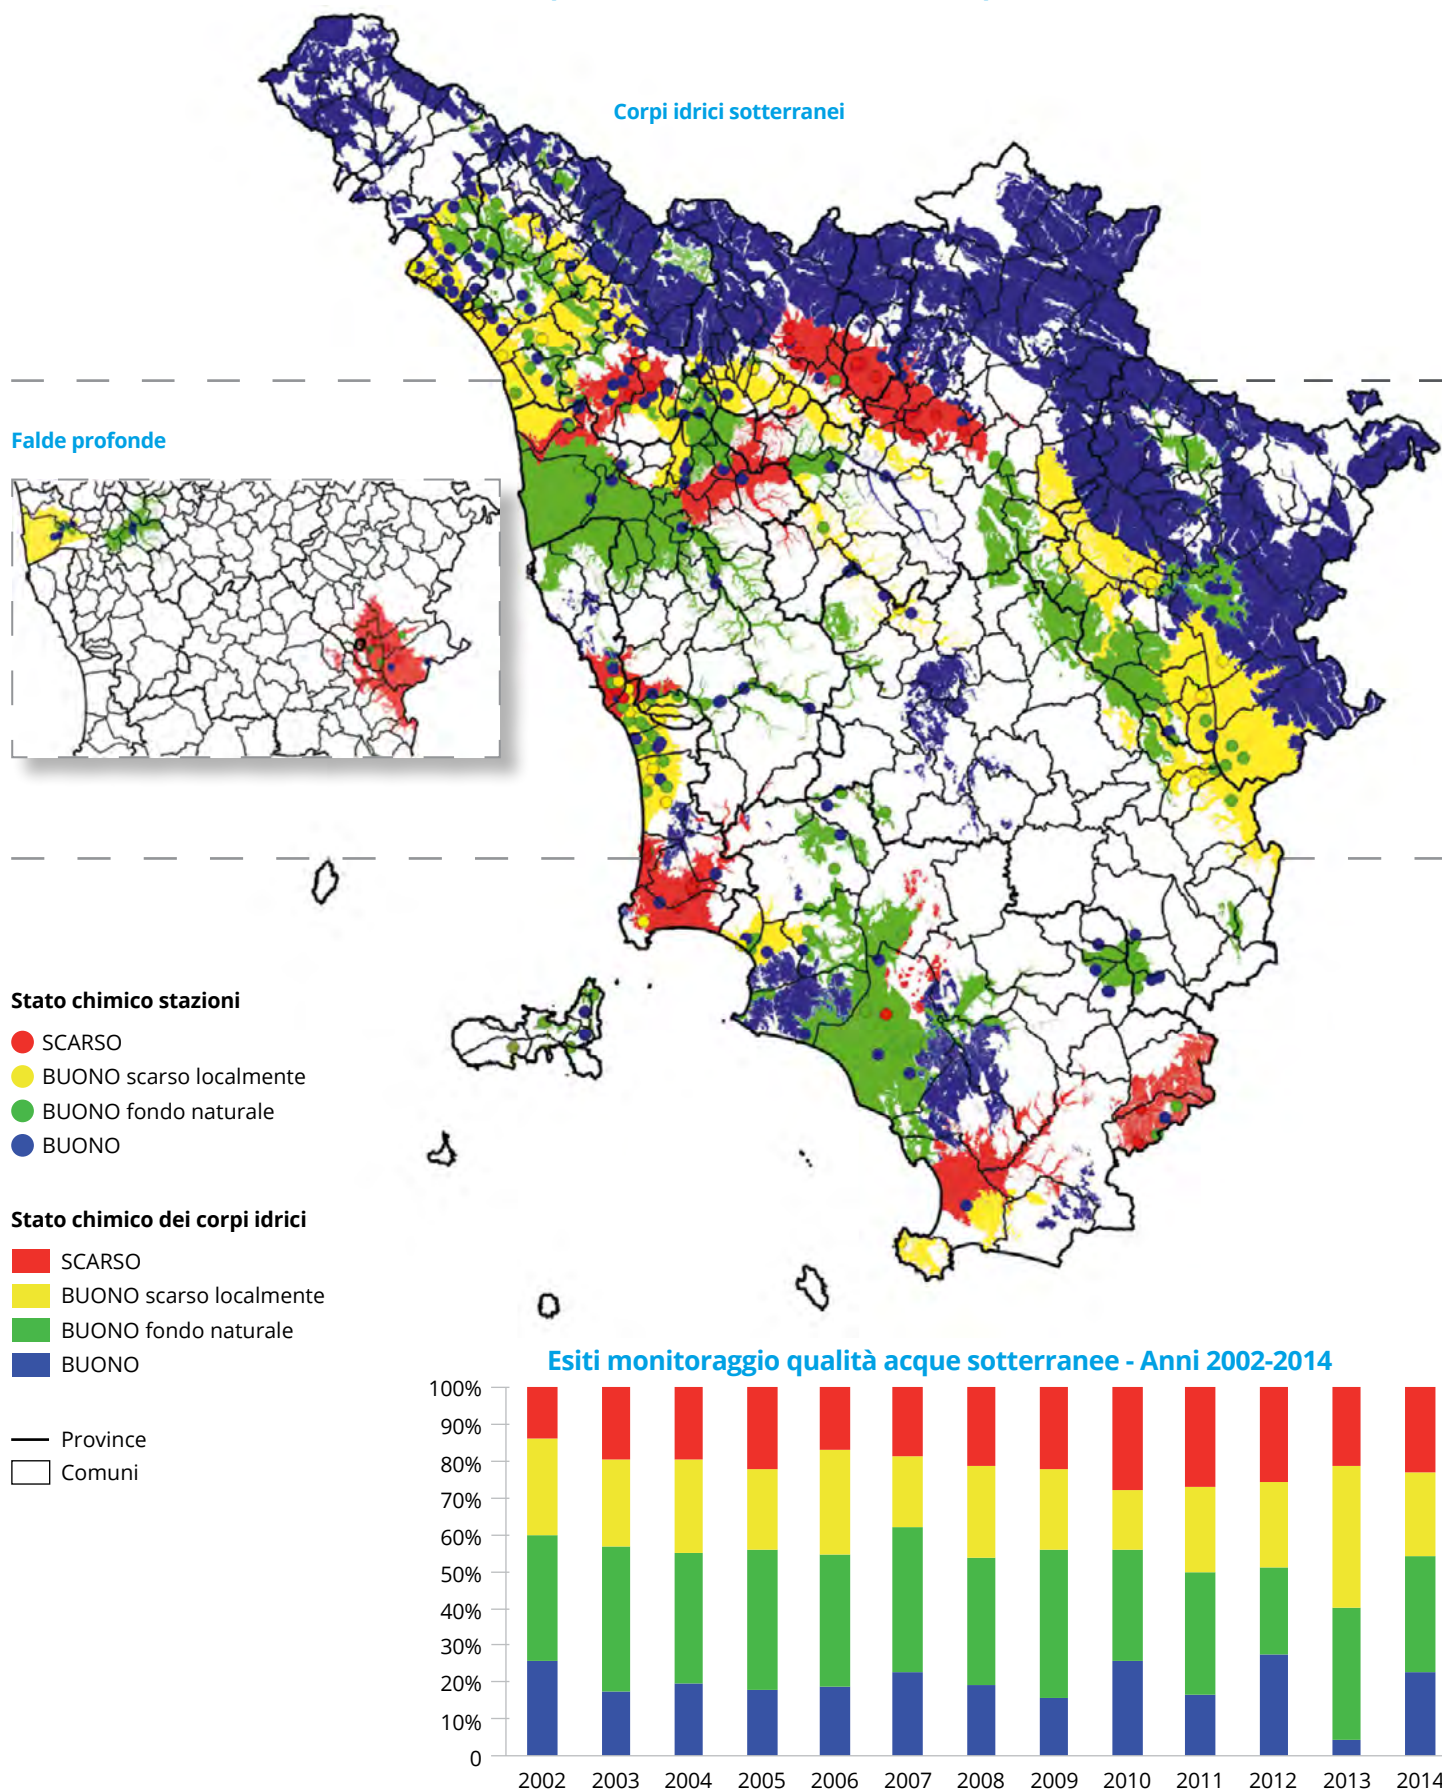 Corpi idrici sotterranei
Falde profonde
Stato chimico stazioni
SCARSO
BUONO scarso localmente
BUONO fondo naturale
BUONO
Stato chimico dei corpi idrici
SCARSO
BUONO scarso localmente
BUONO fondo naturale
BUONO
Province
Comuni
Esiti monitoraggio qualità acque sotterranee - Anni 2002-2014
100%
90%
80%
70%
60%
50%
40%
30%
20%
10%
0
2002 2003 2004 2005 2006 2007 2008 2009 2010 2011 2012 2013 2014